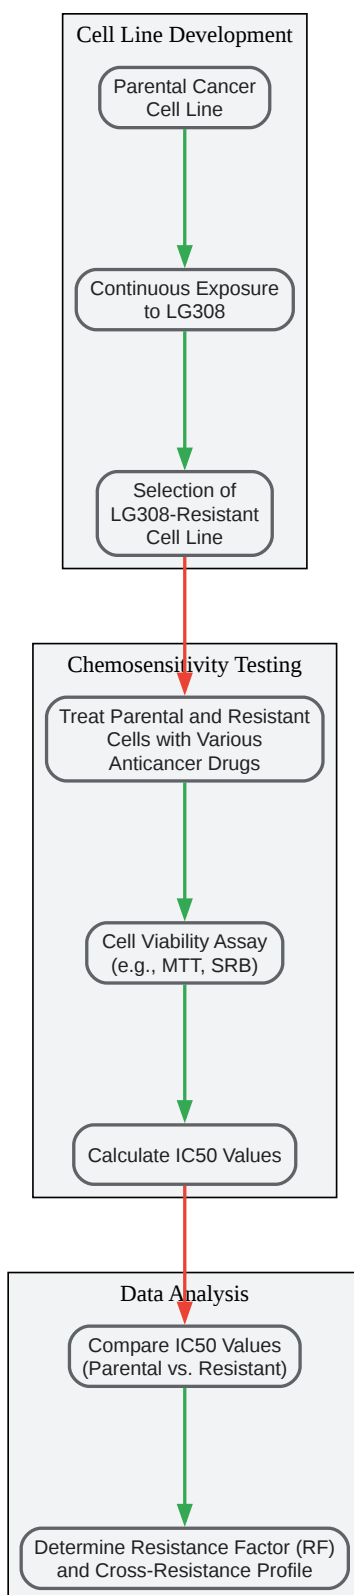 Cell Line Development
Parental Cancer
Cell Line
Continuous Exposure
to LG308
Selection of
LG308-Resistant
Cell Line
Chemosensitivity Testing
Treat Parental and Resistant
Cells with Various
Anticancer Drugs
Cell Viability Assay
(e.g., MTT, SRB)
Calculate IC50 Values
Data Analysis
Compare IC50 Values
(Parental vs. Resistant)
Determine Resistance Factor (RF)
and Cross-Resistance Profile